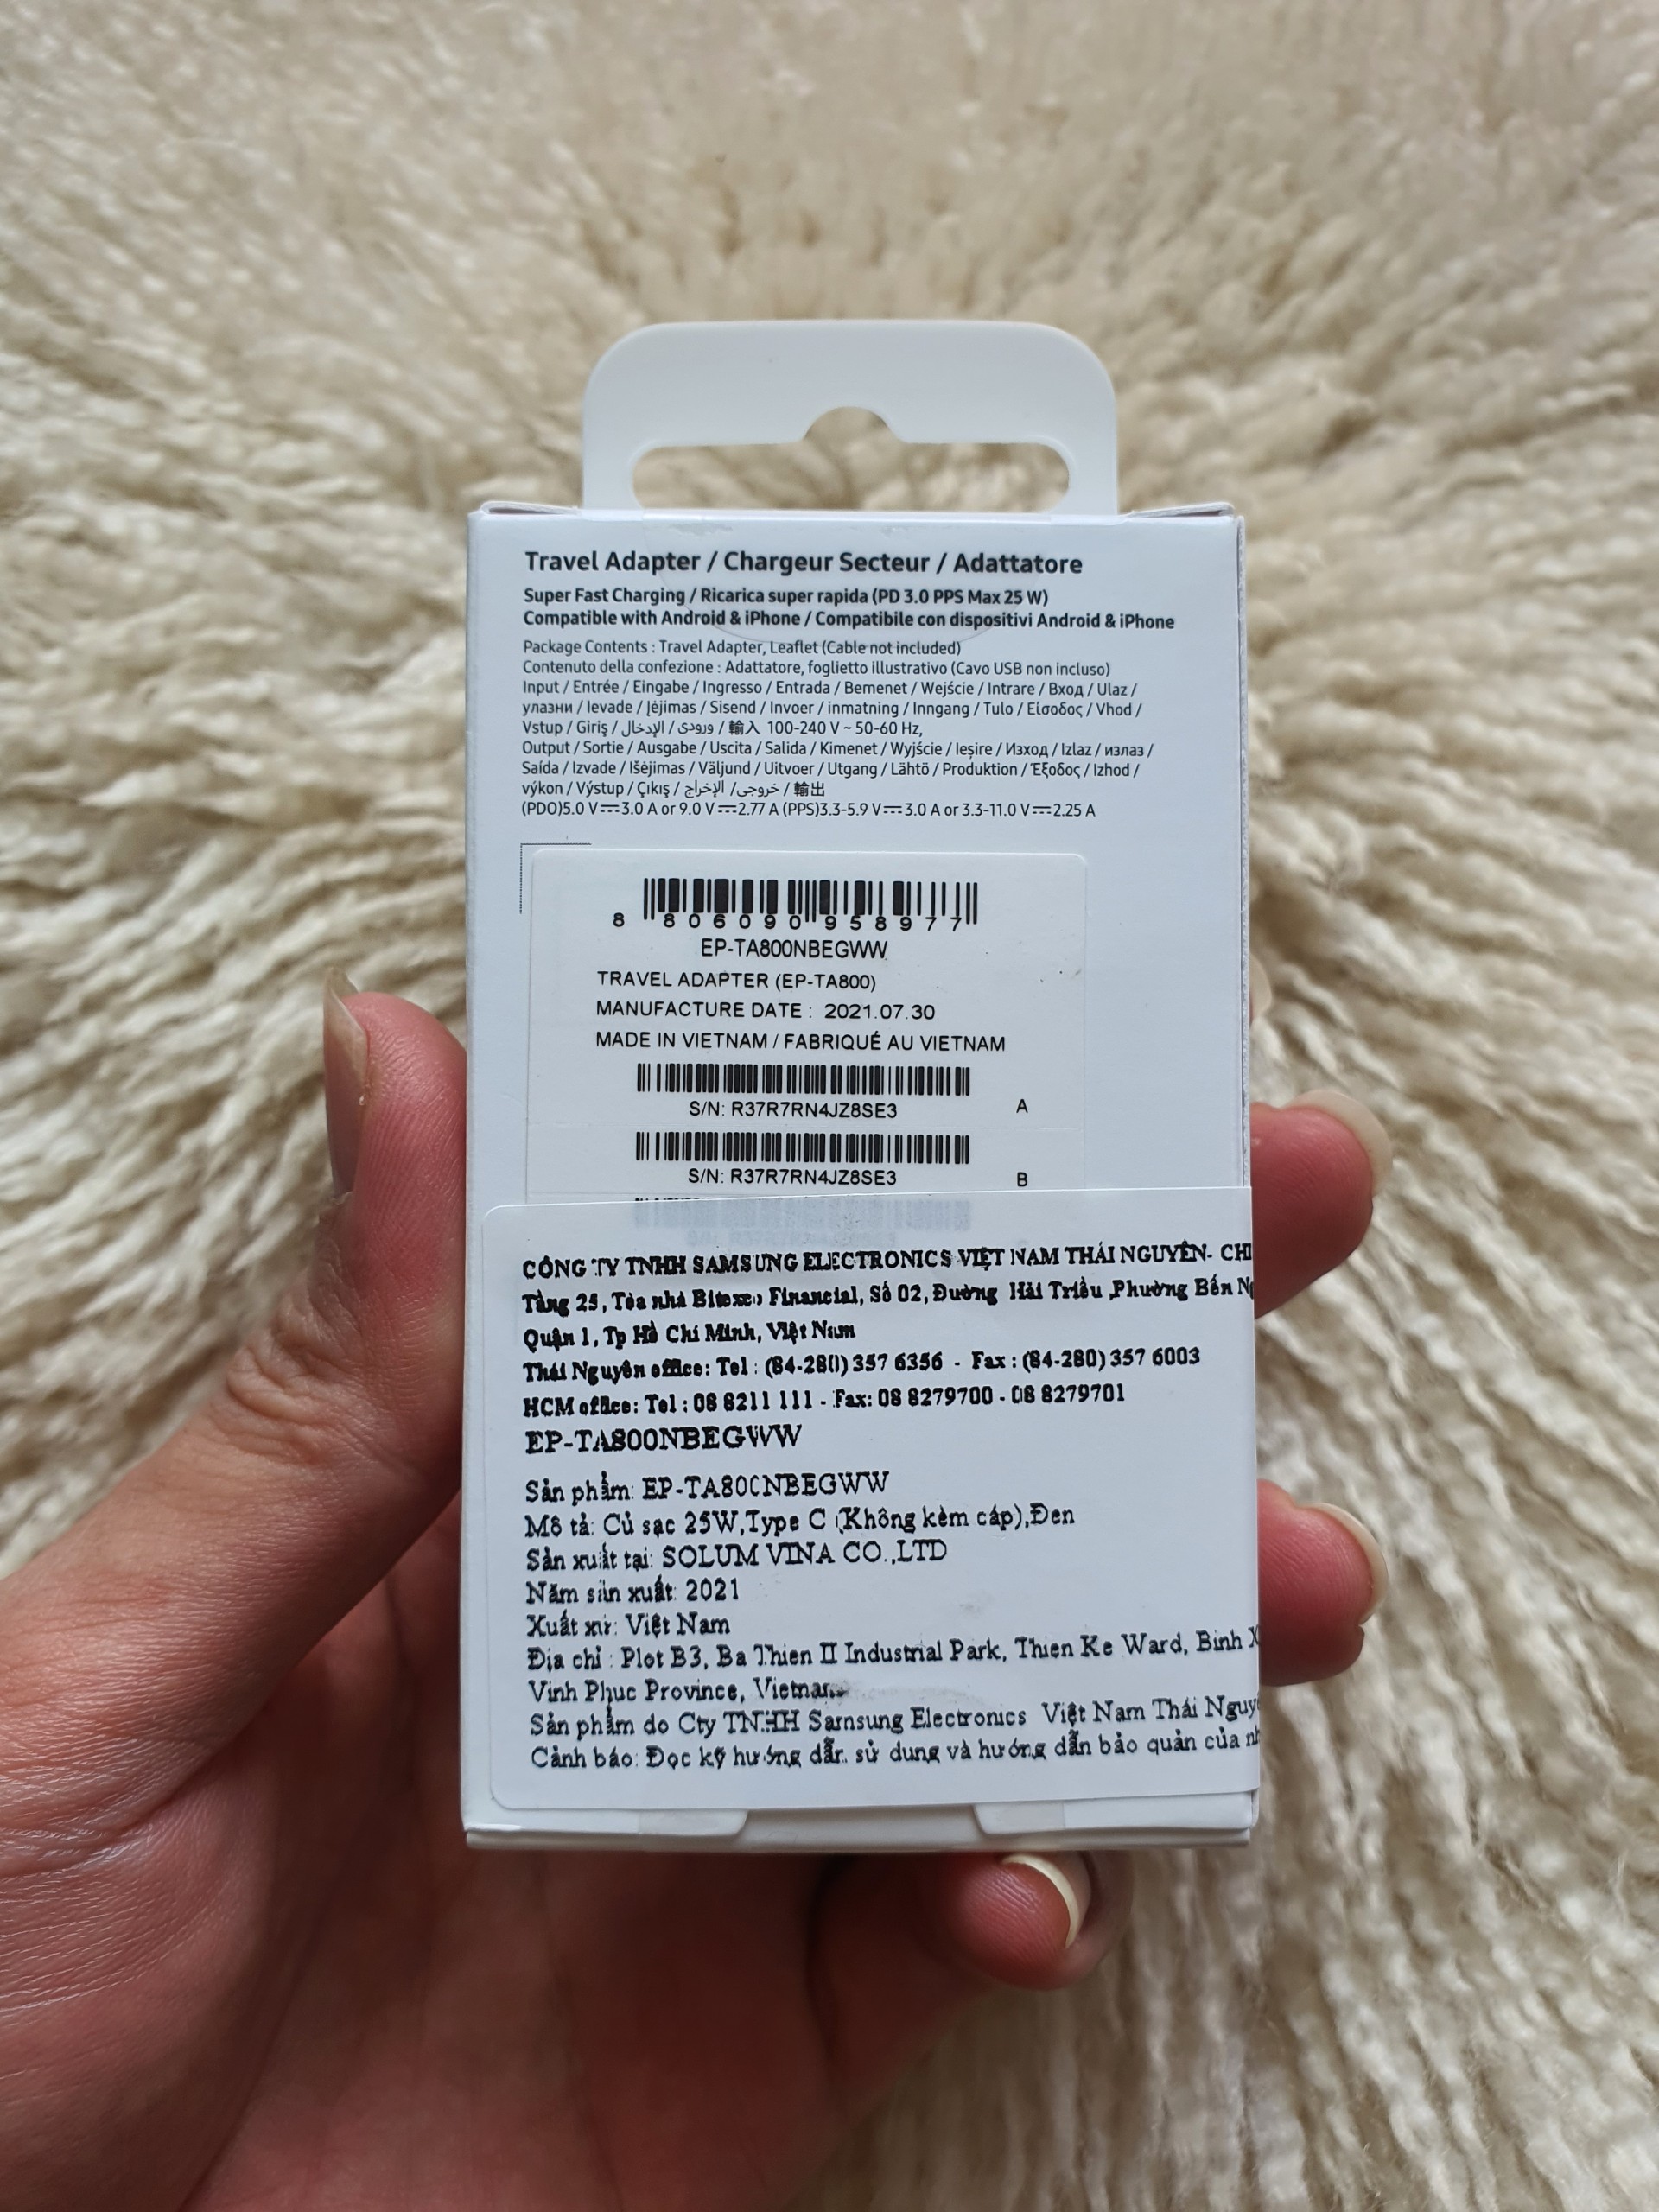 Travel Adapter / Chargeur Secteur / Adattatore
Super Fast Charging / Ricarica super rapida (PD 3.0 PPS Max 25 W)
Compatible with Android & iPhone / Compatibile con dispositivi Android & iPhone
Package Contents : Travel Adapter, Leaflet (Cable not included)
Contenuto della confezione : Adattatore, foglietto illustrativo (Cavo USB non incluso)
Input / Entrée / Eingabe / Ingresso / Entrada / Bemenet / Wejście / Intrare / Вход / Ulaz /
улазни / Ievade / Įėjimas / Sisend / Invoer / inmatning / Inngang / Tulo / Είσοδος / Vhod /
Vstup / Giriş / الإدخال / ورودی / 輸入 100-240 V ~ 50-60 Hz,
Output / Sortie / Ausgabe / Uscita / Salida / Kimenet / Wyjście / Ieșire / Изход / Izlaz / излаз /
Saída / Izvade / Išėjimas / Väljund / Uitvoer / Utgang / Lähtö / Produktion / Έξοδος / Izhod /
výkon / Výstup / Çıkış / الإخراج / خروجی / 輸出
(PDO)5.0 V⎓3.0 A or 9.0 V⎓2.77 A (PPS)3.3-5.9 V⎓3.0 A or 3.3-11.0 V⎓2.25 A
8 806090 958977
EP-TA800NBEGWW
TRAVEL ADAPTER (EP-TA800)
MANUFACTURE DATE : 2021.07.30
MADE IN VIETNAM / FABRIQUÉ AU VIETNAM
S/N: R37R7RN4JZ8SE3 A
S/N: R37R7RN4JZ8SE3 B
CÔNG TY TNHH SAMSUNG ELECTRONICS VIỆT NAM THÁI NGUYÊN- CHI
Tầng 25, Tòa nhà Bitexco Financial, Số 02, Đường Hải Triều ,Phường Bến
Quận 1, Tp Hồ Chí Minh, Việt Nam
Thái Nguyên office: Tel : (84-280) 357 6356 - Fax : (84-280) 357 6003
HCM office: Tel : 08 8211 111 - Fax: 08 8279700 - 08 8279701
EP-TA800NBEGWW
Sản phẩm: EP-TA800NBEGWW
Mô tả: Củ sạc 25W,Type C (Không kèm cáp),Đen
Sản xuất tại: SOLUM VINA CO.,LTD
Năm sản xuất: 2021
Xuất xứ: Việt Nam
Địa chỉ : Plot B3, Ba Thien II Industrial Park, Thien Ke Ward, Binh
Vinh Phuc Province, Vietnam
Sản phẩm do Cty TNHH Samsung Electronics Việt Nam Thái
Cảnh báo: Đọc kỹ hướng dẫn sử dụng và hướng dẫn bảo quản của